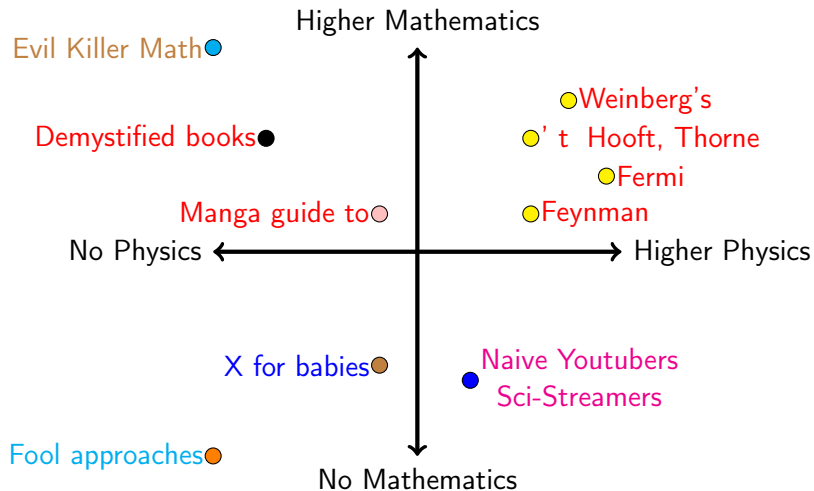 Higher Mathematics
Evil Killer Math
Weinberg's
Demystified books
' t Hooft, Thorne
Fermi
Manga guide to
Feynman
No Physics
Higher Physics
X for babies
Naive Youtubers
Sci-Streamers
Fool approaches
No Mathematics